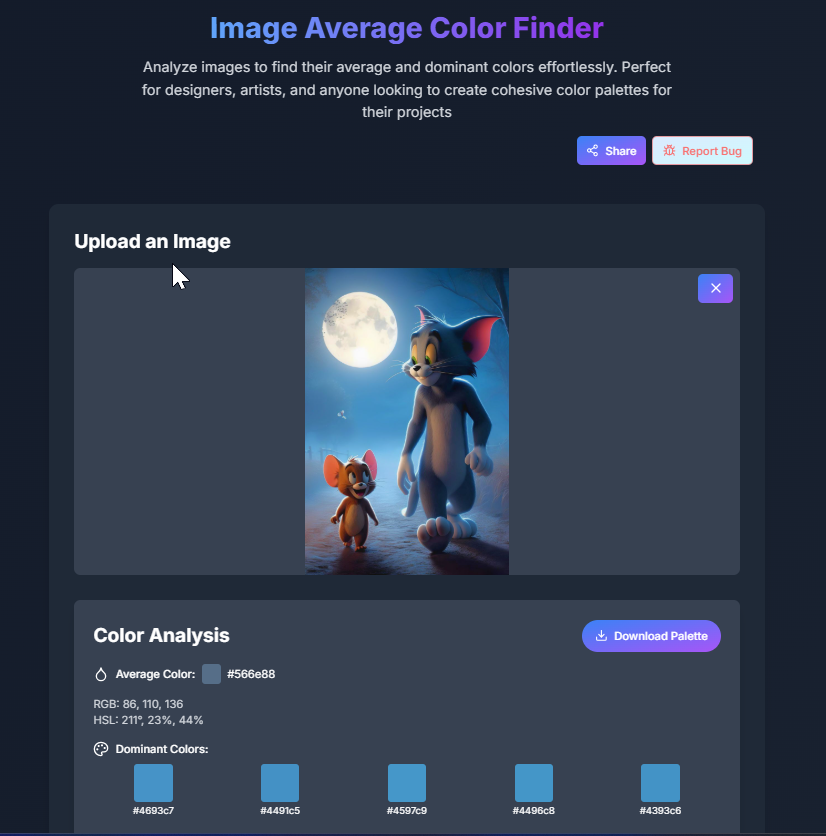 Image Average Color Finder
Analyze images to find their average and dominant colors effortlessly. Perfect
for designers, artists, and anyone looking to create cohesive color palettes for
their projects
Share
Report Bug
Upload an Image
Color Analysis
Download Palette
Average Color: #566e88
RGB: 86, 110, 136
HSL: 211°, 23%, 44%
Dominant Colors:
#4693c7 #4491c5 #4597c9 #4496c8 #4393c6